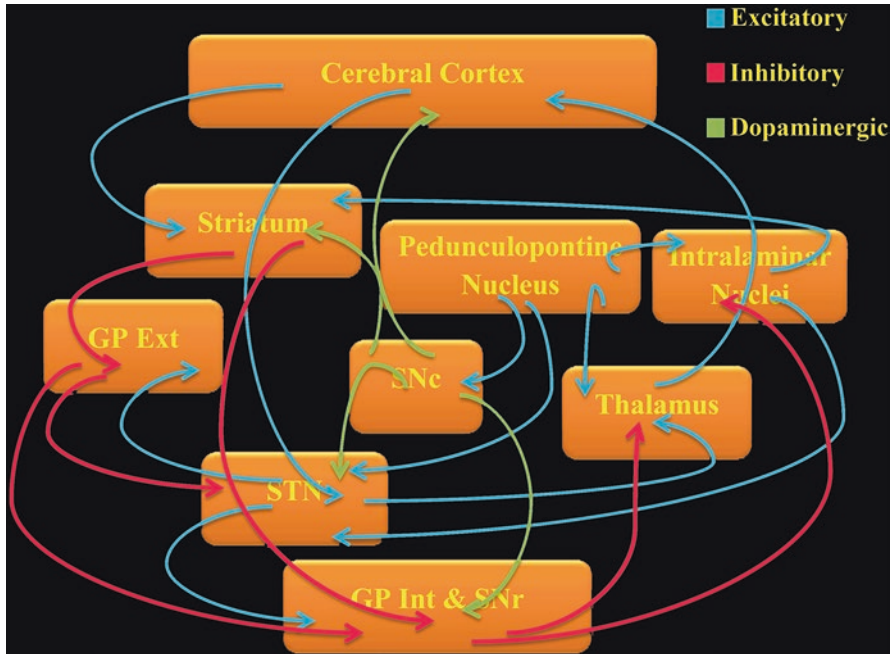 Excitatory
Inhibitory
Dopaminergic
Cerebral Cortex
Striatum
Pedunculopontine
Nucleus
Intralaminar
Nuclei
GP Ext
SNc
Thalamus
STN
GP Int & SNr